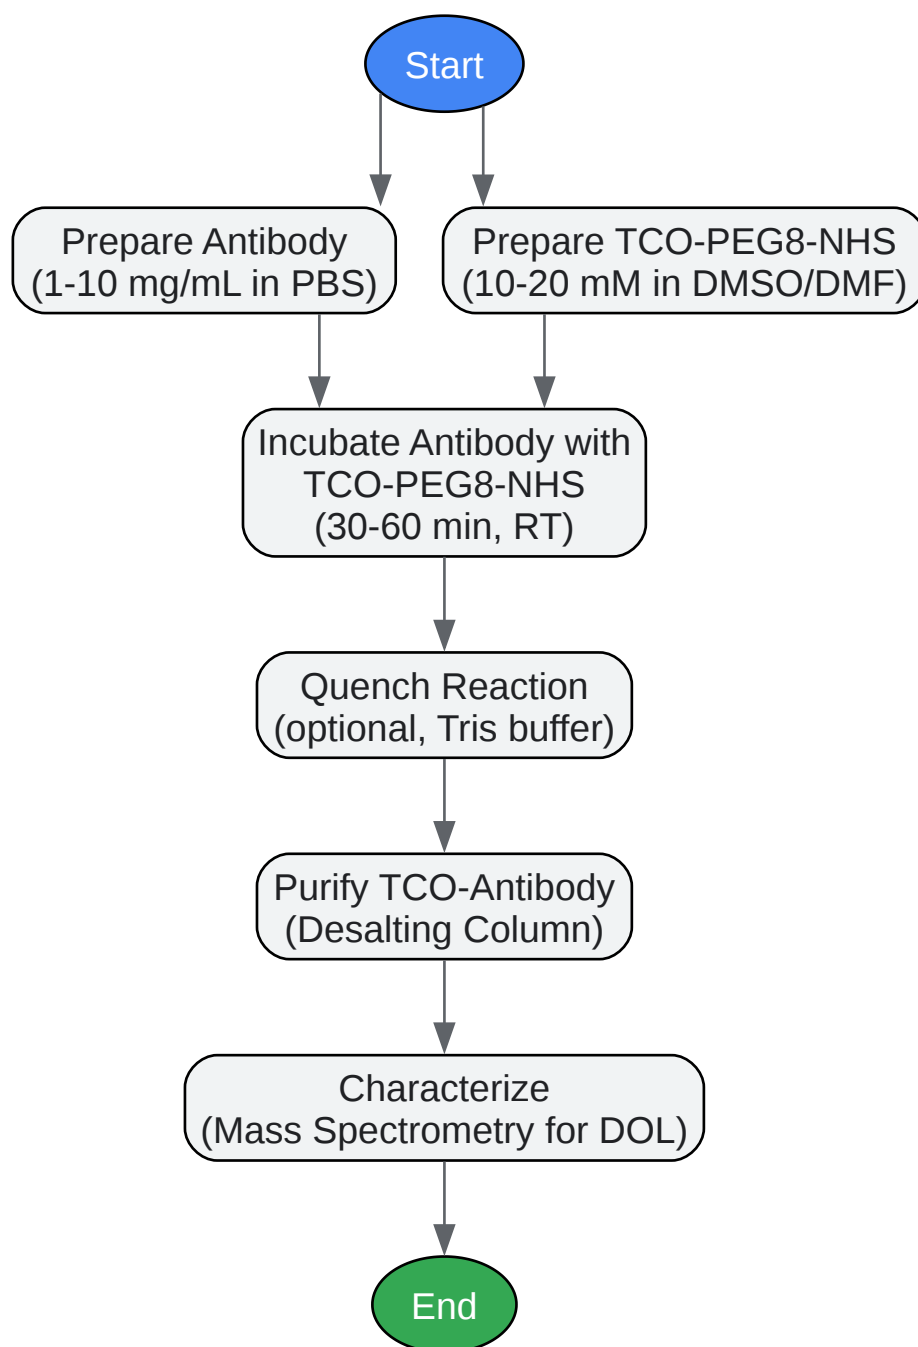 Start
Prepare Antibody
(1-10 mg/mL in PBS)
Prepare TCO-PEG8-NHS
(10-20 mM in DMSO/DMF)
Incubate Antibody with
TCO-PEG8-NHS
(30-60 min, RT)
Quench Reaction
(optional, Tris buffer)
Purify TCO-Antibody
(Desalting Column)
Characterize
(Mass Spectrometry for DOL)
End